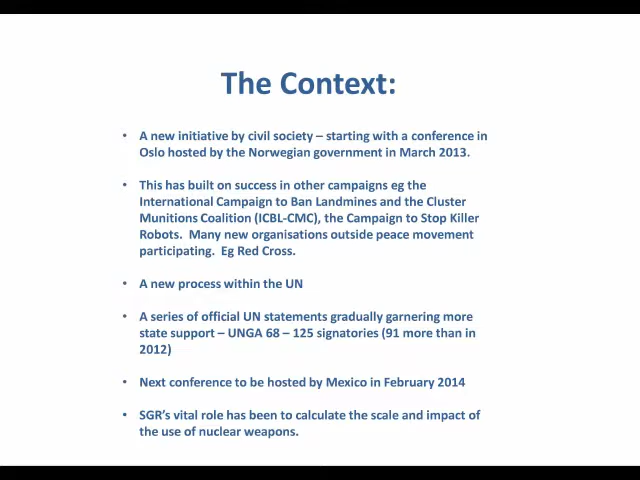 The Context:
• A new initiative by civil society – starting with a conference in
Oslo hosted by the Norwegian government in March 2013.
• This has built on success in other campaigns eg the
International Campaign to Ban Landmines and the Cluster
Munitions Coalition (ICBL-CMC), the Campaign to Stop Killer
Robots.  Many new organisations outside peace movement
participating.  Eg Red Cross.
• A new process within the UN
• A series of official UN statements gradually garnering more
state support – UNGA 68 – 125 signatories (91 more than in
2012)
• Next conference to be hosted by Mexico in February 2014
• SGR’s vital role has been to calculate the scale and impact of
the use of nuclear weapons.